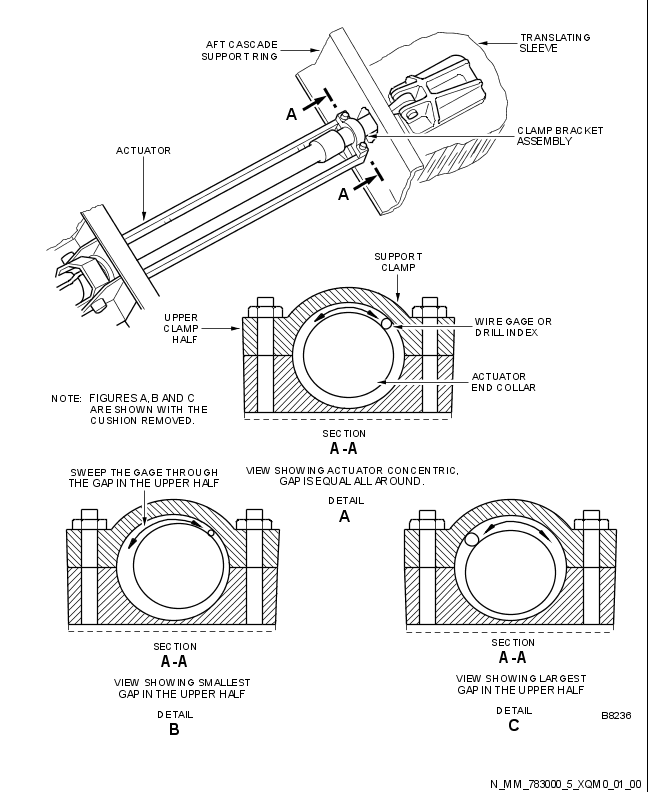 AFT CASCADE
SUPPORT RING
TRANSLATING
SLEEVE
A
CLAMP BRACKET
ASSEMBLY
ACTUATOR
A
SUPPORT
CLAMP
UPPER
CLAMP
HALF
WIRE GAGE OR
DRILL INDEX
ACTUATOR
END COLLAR
NOTE: FIGURES A, B AND C
ARE SHOWN WITH THE
CUSHION REMOVED.
SECTION
A-A
VIEW SHOWING ACTUATOR CONCENTRIC,
GAP IS EQUAL ALL AROUND.
DETAIL
A
SWEEP THE GAGE THROUGH
THE GAP IN THE UPPER HALF
SECTION
A-A
VIEW SHOWING SMALLEST
GAP IN THE UPPER HALF
DETAIL
B
SECTION
A-A
VIEW SHOWING LARGEST
GAP IN THE UPPER HALF
DETAIL
C
B8236
N_MM_783000_5_XQM0_01_00